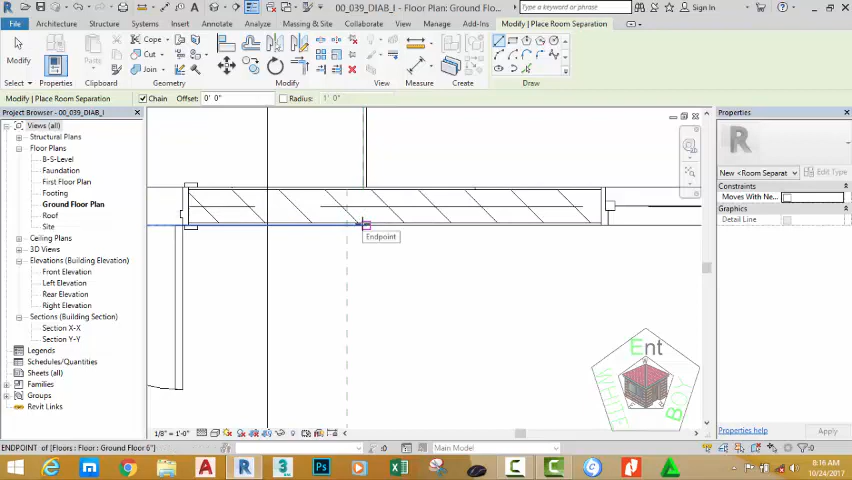 00_039_DIAB_I - Floor Plan: Ground Flo...
Type a keyword or phrase
Sign In
File
Architecture
Structure
Systems
Insert
Annotate
Analyze
Massing & Site
Collaborate
View
Manage
Add-Ins
Modify | Place Room Separation
Modify
Properties
Paste
Cope
Cut
Join
Select
Properties
Clipboard
Geometry
Modify
View
Measure
Create
Draw
Modify | Place Room Separation
Chain
Offset: 0' 0"
Radius: 1' 0"
Project Browser - 00_039_DIAB_I
Views (all)
Structural Plans
Floor Plans
B-S-Level
Foundation
First Floor Plan
Footing
Ground Floor Plan
Roof
Site
Ceiling Plans
3D Views
Elevations (Building Elevation)
Front Elevation
Left Elevation
Rear Elevation
Right Elevation
Sections (Building Section)
Section X-X
Section Y-Y
Legends
Schedules/Quantities
Sheets (all)
Families
Groups
Revit Links
Endpoint
Ent
WHITE
BOY
Properties
New <Room Separat
Edit Type
Constraints
Moves With Ne...
Graphics
Detail Line
Properties help
Apply
1/8" = 1'-0"
ENDPOINT of [Floors : Floor : Ground Floor 6"]
:0
Main Model
:0
8:16 AM
10/24/2017